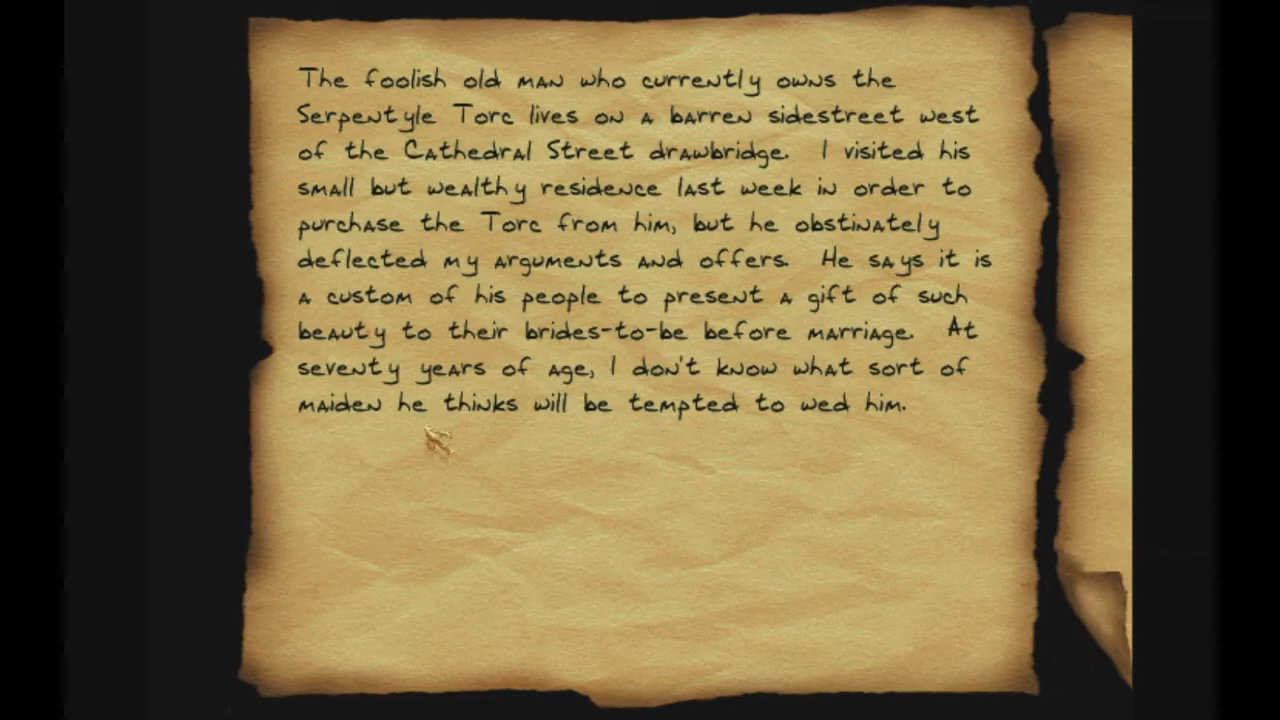 The foolish old man who currently owns the
Serpentyle Torc lives on a barren sidestreet west
of the Cathedral Street drawbridge. I visited his
small but wealthy residence last week in order to
purchase the Torc from him, but he obstinately
deflected my arguments and offers. He says it is
a custom of his people to present a gift of such
beauty to their brides-to-be before marriage. At
seventy years of age, I don't know what sort of
maiden he thinks will be tempted to wed him.